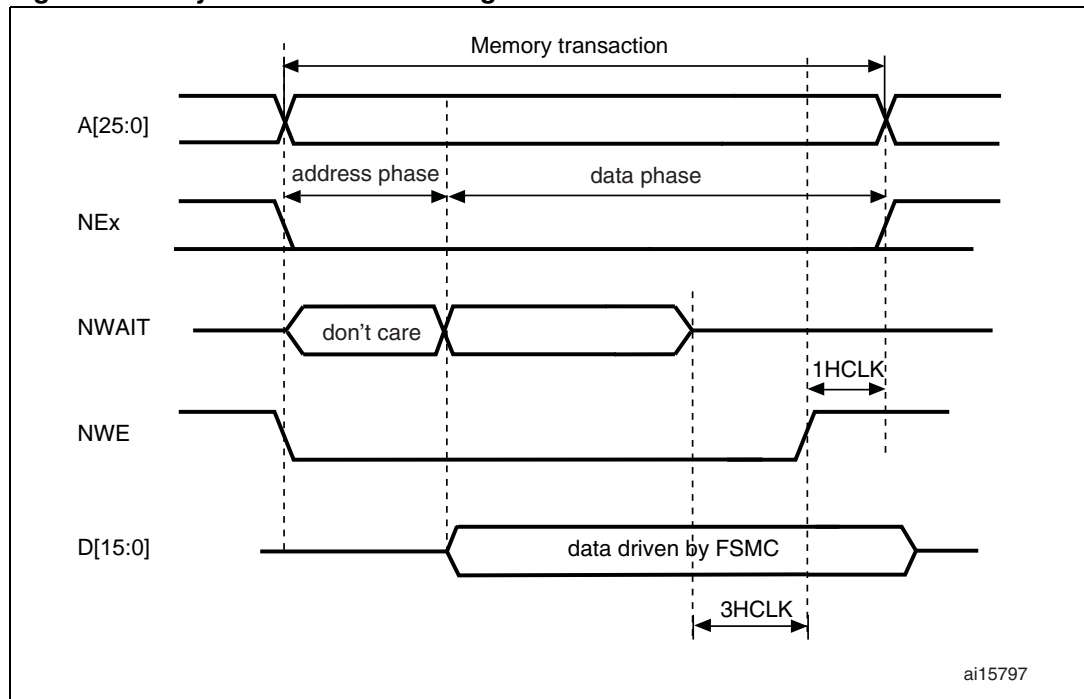 Memory transaction
A[25:0]
address phase
data phase
NEx
NWAIT
don't care
1HCLK
NWE
D[15:0]
data driven by FSMC
3HCLK
ai15797